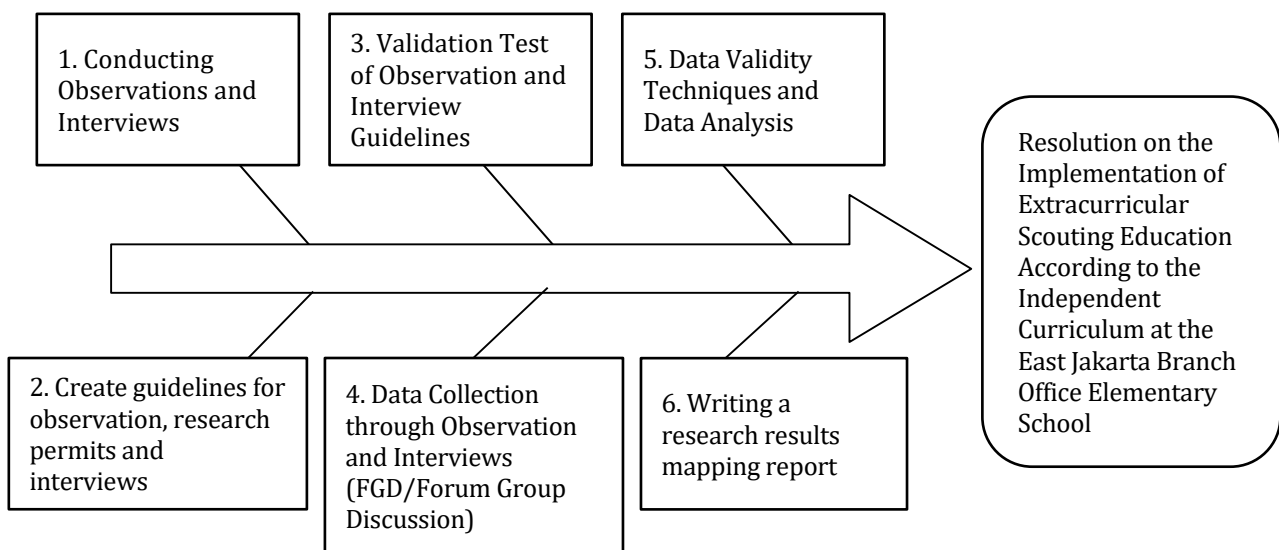 1. Conducting
Observations and
Interviews
3. Validation Test
of Observation and
Interview
Guidelines
5. Data Validity
Techniques and
Data Analysis
Resolution on the
Implementation of
Extracurricular
Scouting Education
According to the
Independent
Curriculum at the
East Jakarta Branch
Office Elementary
School
2. Create guidelines for
observation, research
permits and
interviews
4. Data Collection
through Observation
and Interviews
(FGD/Forum Group
Discussion)
6. Writing a
research results
mapping report